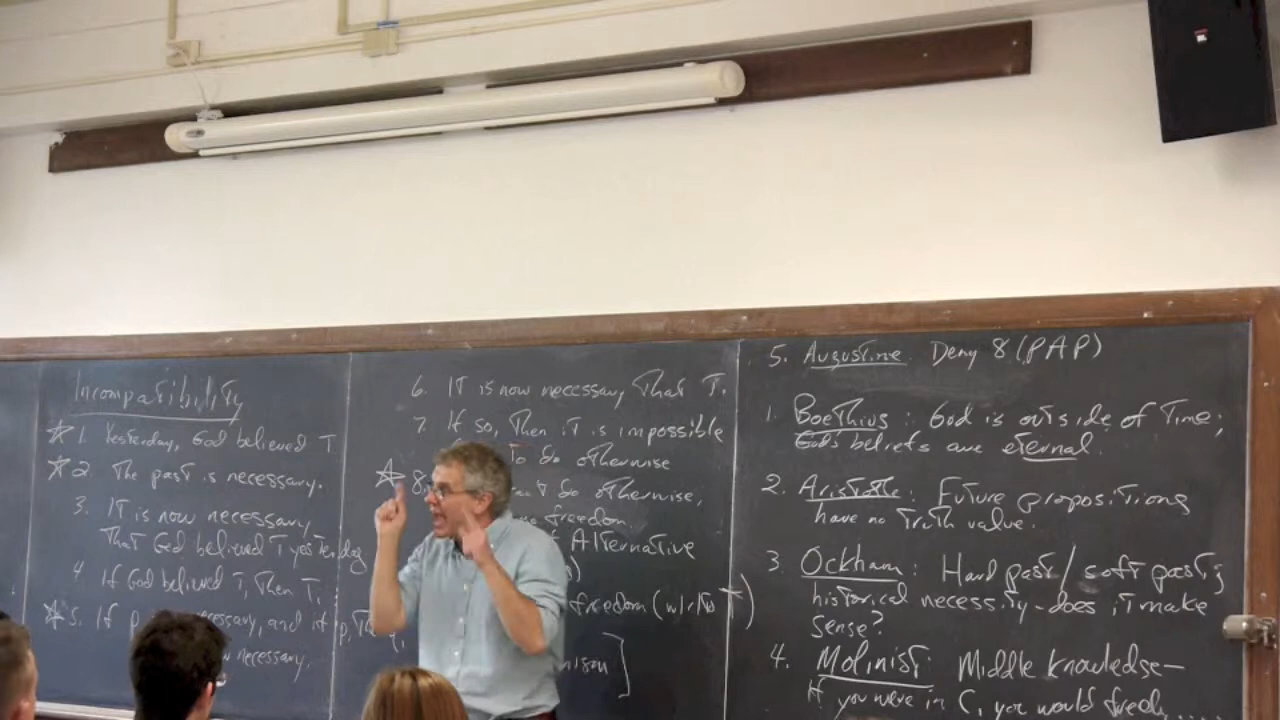 Incompatibility
1. Yesterday, God believed T.
2. The past is necessary.
3. It is now necessary
That God believed T yesterday
4. If God believed T, Then T.
5. If p necessary, and if p,
now necessary.
6. IT is now necessary That T.
7. If so, Then iT is impossible
To do otherwise
8. do otherwise,
no freedom
Alternative
freedom (w/r/to T)
5. Augustine. Deny 8 (PAP)
1. Boethius: God is outside of Time;
God's beliefs are eternal.
2. Aristotle: Future propositions
have no Truth value.
3. Ockham: Hard past/soft past;
historical necessity-does iT make
sense?
4. Molinist: Middle knowledge—
If you were in C, you would freely....